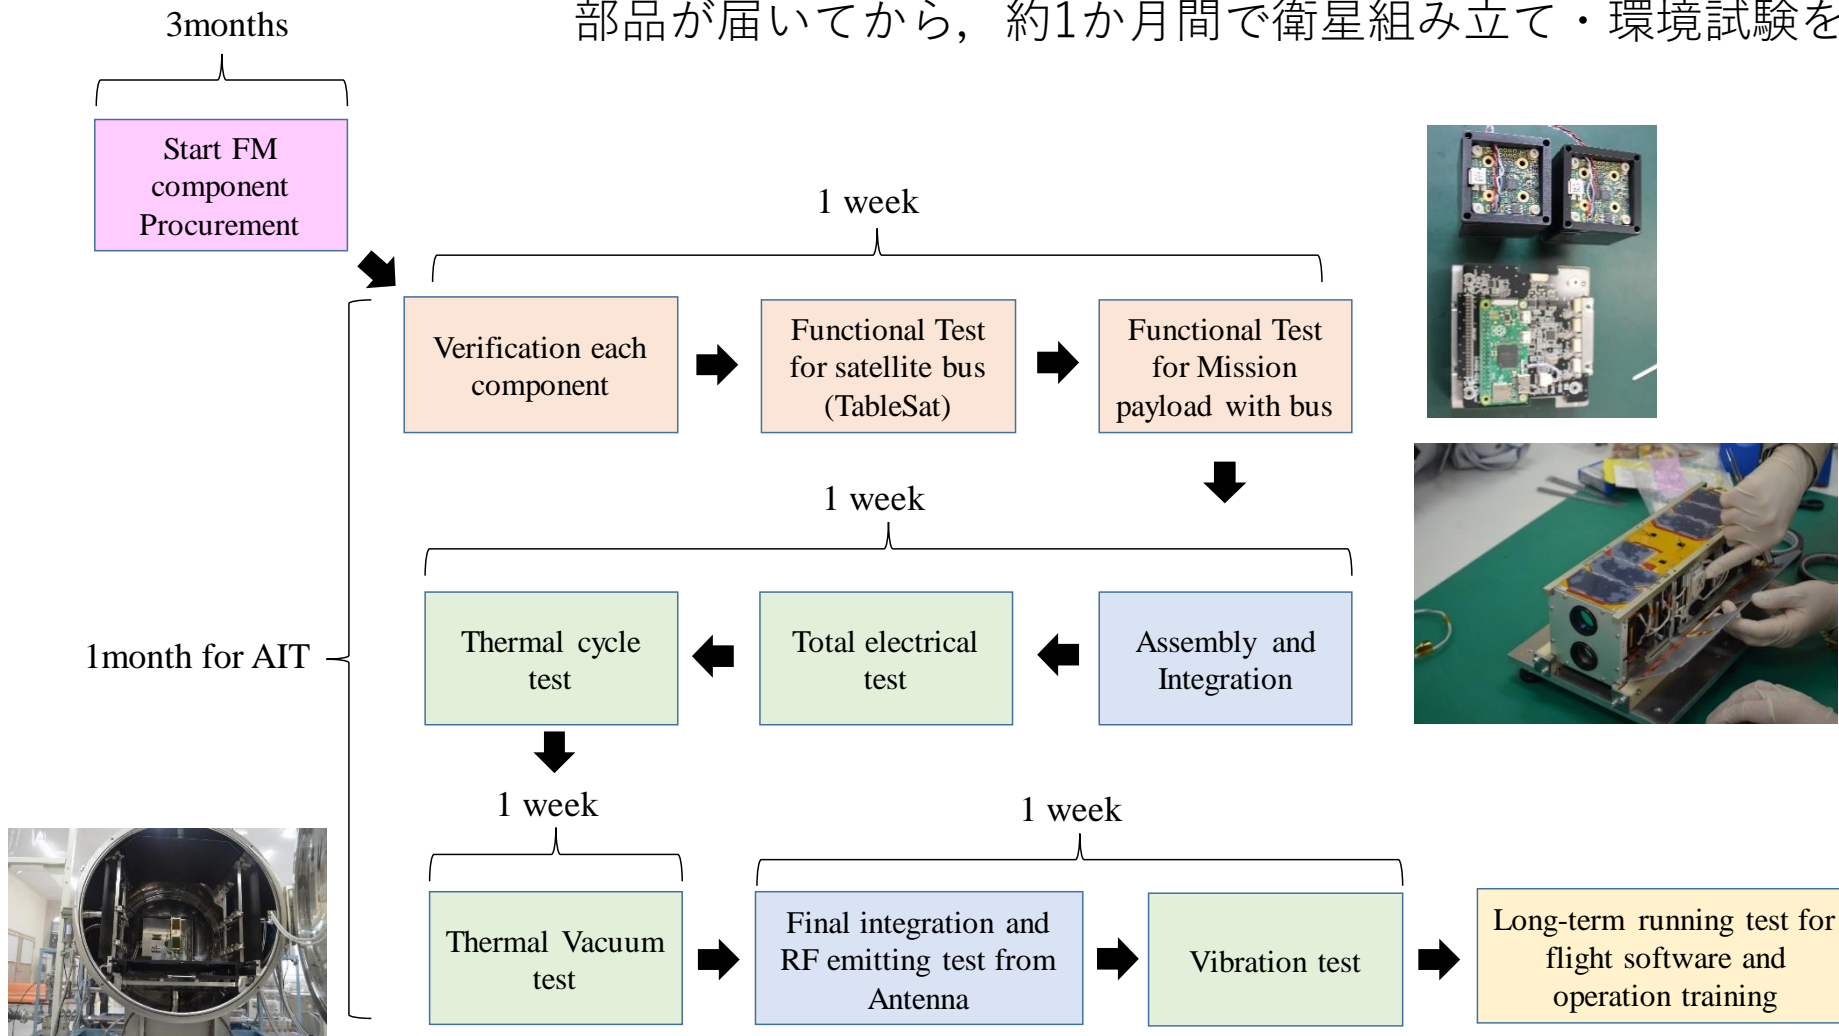 部品が届いてから，約1か月間で衛星組み立て・環境試験を
3months
Start FM
component
Procurement
1 week
Verification each
component
Functional Test
for satellite bus
(TableSat)
Functional Test
for Mission
payload with bus
1 week
1month for AIT
Thermal cycle
test
Total electrical
test
Assembly and
Integration
1 week
1 week
Thermal Vacuum
test
Final integration and
RF emitting test from
Antenna
Vibration test
Long-term running test for
flight software and
operation training